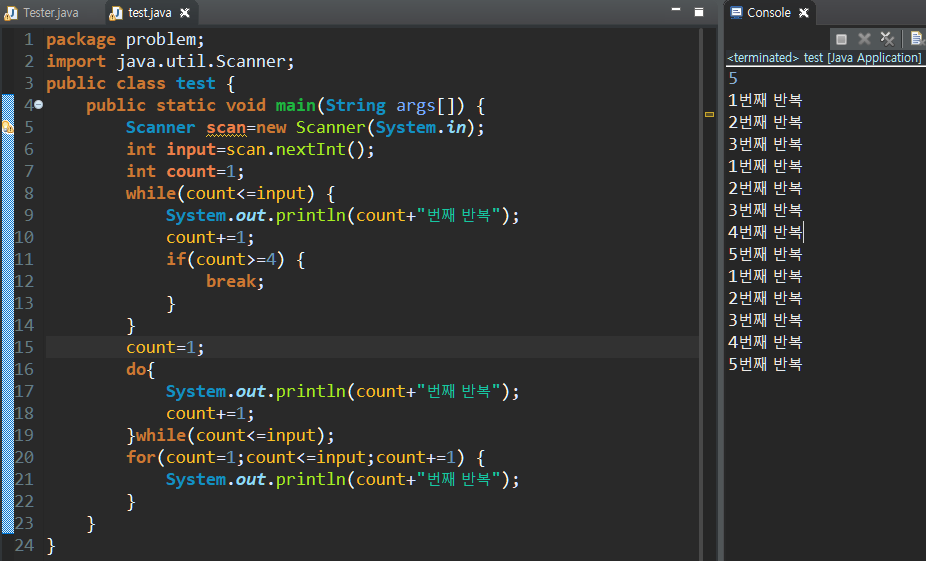 Tester.java
test.java
1 package problem;
2 import java.util.Scanner;
3 public class test {
4 public static void main(String args[]) {
5 Scanner scan=new Scanner(System.in);
6 int input=scan.nextInt();
7 int count=1;
8 while(count<=input) {
9 System.out.println(count+"번째 반복");
10 count+=1;
11 if(count>=4) {
12 break;
13 }
14 }
15 count=1;
16 do{
17 System.out.println(count+"번째 반복");
18 count+=1;
19 }while(count<=input);
20 for(count=1;count<=input;count+=1) {
21 System.out.println(count+"번째 반복");
22 }
23 }
24 }
Console
<terminated> test [Java Application]
5
1번째 반복
2번째 반복
3번째 반복
1번째 반복
2번째 반복
3번째 반복
4번째 반복
5번째 반복
1번째 반복
2번째 반복
3번째 반복
4번째 반복
5번째 반복